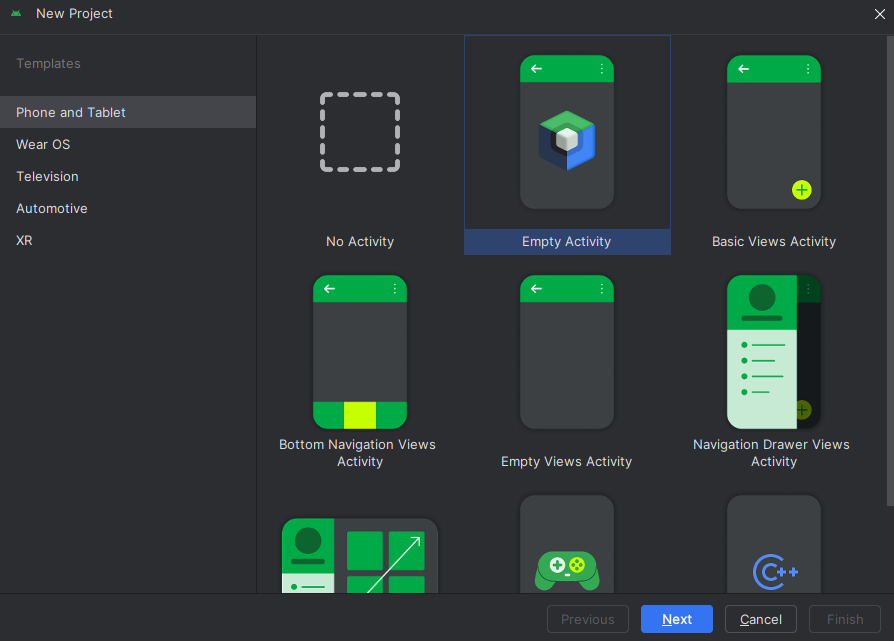 New Project
Templates
Phone and Tablet
Wear OS
Television
Automotive
XR
No Activity
Empty Activity
Basic Views Activity
Bottom Navigation Views
Activity
Empty Views Activity
Navigation Drawer Views
Activity
C++
Previous
Next
Cancel
Finish